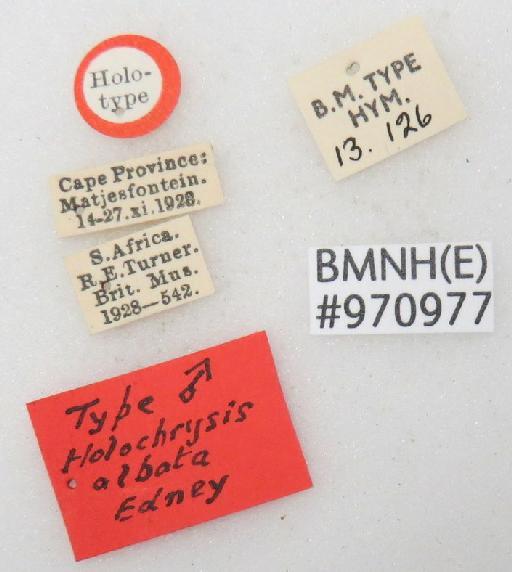 Holo-
type
B.M. TYPE
HYM.
13. 126
Cape Province:
Matjesfontein.
14-27.xi.1928.
S. Africa.
R.E. Turner.
Brit. Mus.
1928—542.
BMNH(E)
#970977
Type ♂
Holochrysis
albata
Edney